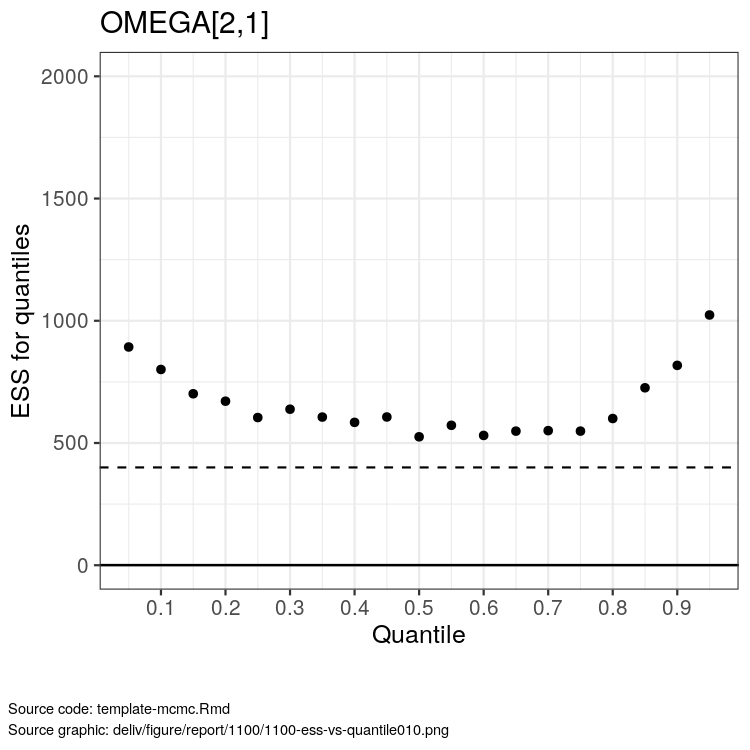 OMEGA[2,1]
2000
1500
1000
500
0
ESS for quantiles
0.1 0.2 0.3 0.4 0.5 0.6 0.7 0.8 0.9
Quantile
Source code: template-mcmc.Rmd
Source graphic: deliv/figure/report/1100/1100-ess-vs-quantile010.png